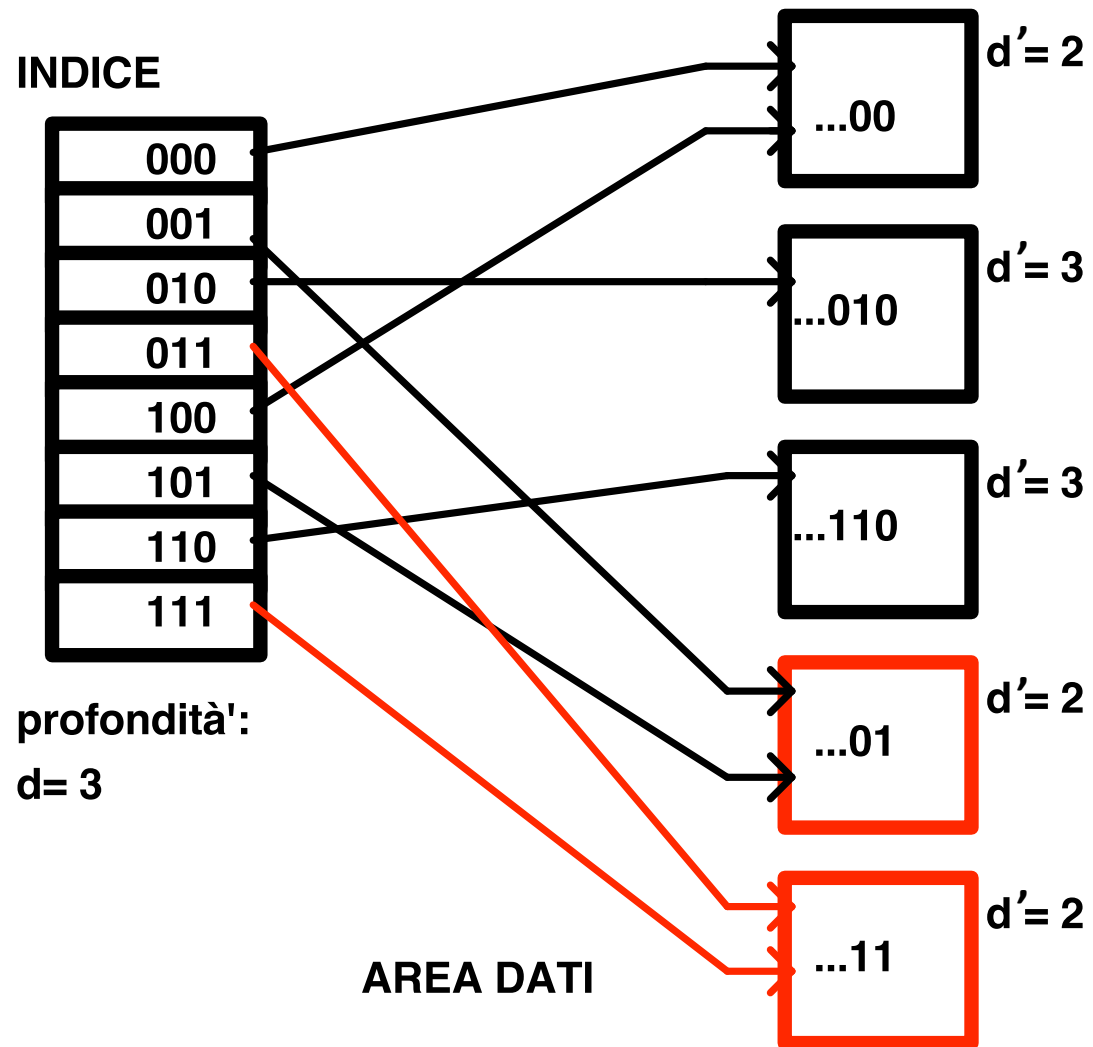 INDICE
000
001
010
011
100
101
110
111
profondità':
d= 3
...00
d′= 2
...010
d′= 3
...110
d′= 3
...01
d′= 2
...11
d′= 2
AREA DATI